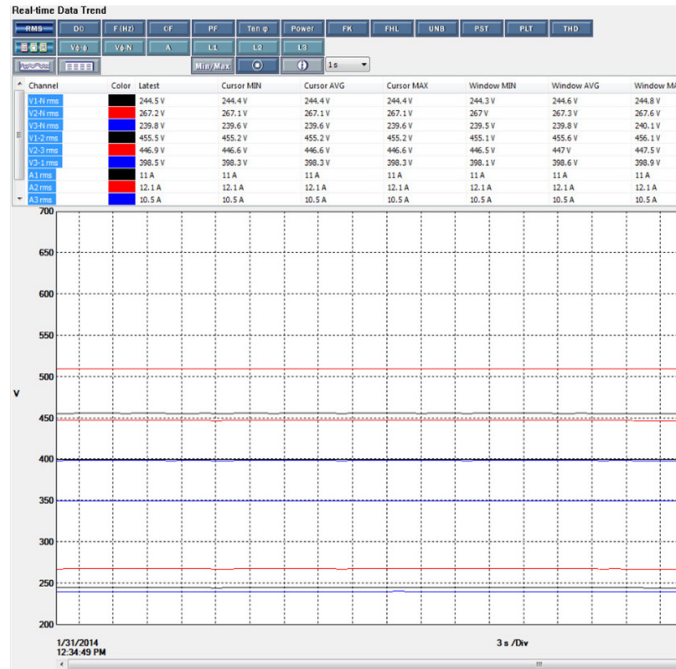 Real-time Data Trend
RMS DC F (Hz) CF PF Ten φ Power FK FHL UNB PST PLT THD
Vφ-φ Vφ-N A L1 L2 L3
Min/Max 1s
Channel Color Latest Cursor MIN Cursor AVG Cursor MAX Window MIN Window AVG Window MA
V1-N rms 244.5 V 244.4 V 244.4 V 244.4 V 244.3 V 244.6 V 244.8 V
V2-N rms 267.2 V 267.1 V 267.1 V 267.1 V 267 V 267.3 V 267.6 V
V3-N rms 239.8 V 239.6 V 239.6 V 239.6 V 239.5 V 239.8 V 240.1 V
V1-2 rms 455.5 V 455.2 V 455.2 V 455.2 V 455.1 V 455.6 V 456.1 V
V2-3 rms 446.9 V 446.6 V 446.6 V 446.6 V 446.5 V 447 V 447.5 V
V3-1 rms 398.5 V 398.3 V 398.3 V 398.3 V 398.1 V 398.6 V 398.9 V
A1 rms 11 A 11 A 11 A 11 A 11 A 11 A 11 A
A2 rms 12.1 A 12.1 A 12.1 A 12.1 A 12.1 A 12.1 A 12.1 A
A3 rms 10.5 A 10.5 A 10.5 A 10.5 A 10.5 A 10.5 A 10.5 A
700
650
600
550
500
V
450
400
350
300
250
200
1/31/2014
12:34:49 PM
3 s /Div